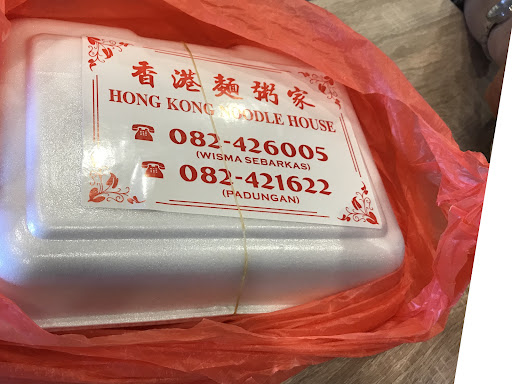 香港麵粥家
HONG KONG NOODLE HOUSE
☎ 082-426005
(WISMA SEBARKAS)
☎ 082-421622
(PADUNGAN)